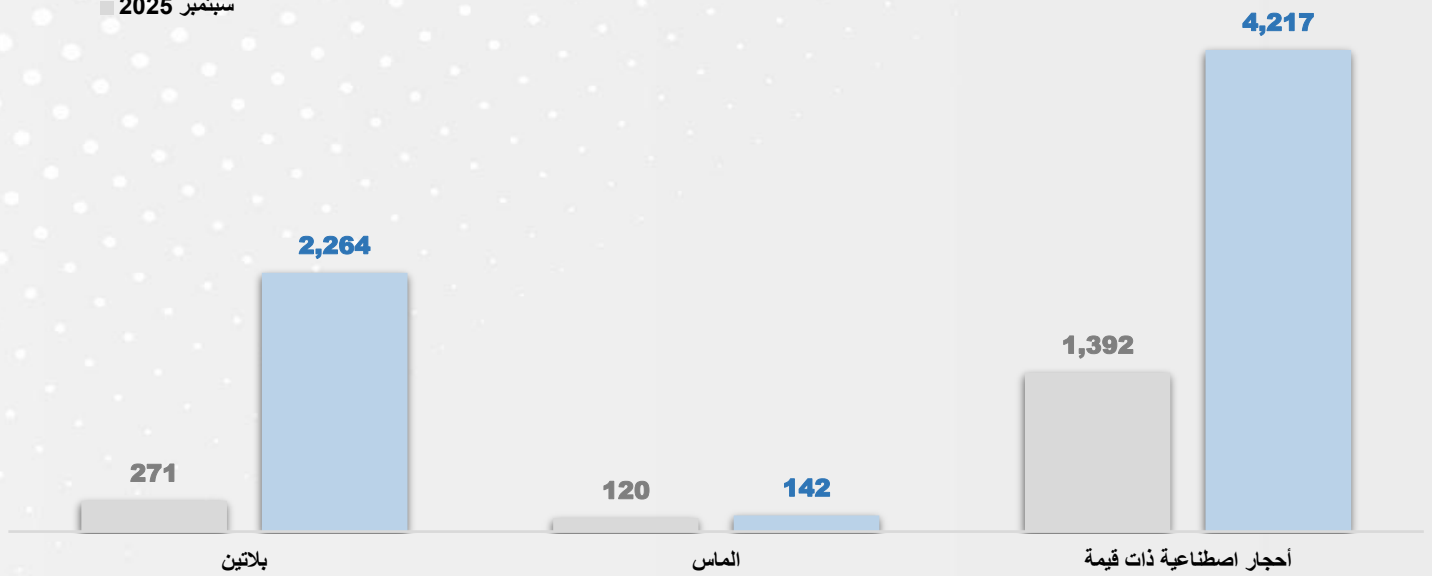 سبتمبر 2025
4,217
2,264
1,392
271
120
142
أحجار اصطناعية ذات قيمة
الماس
بلاتين